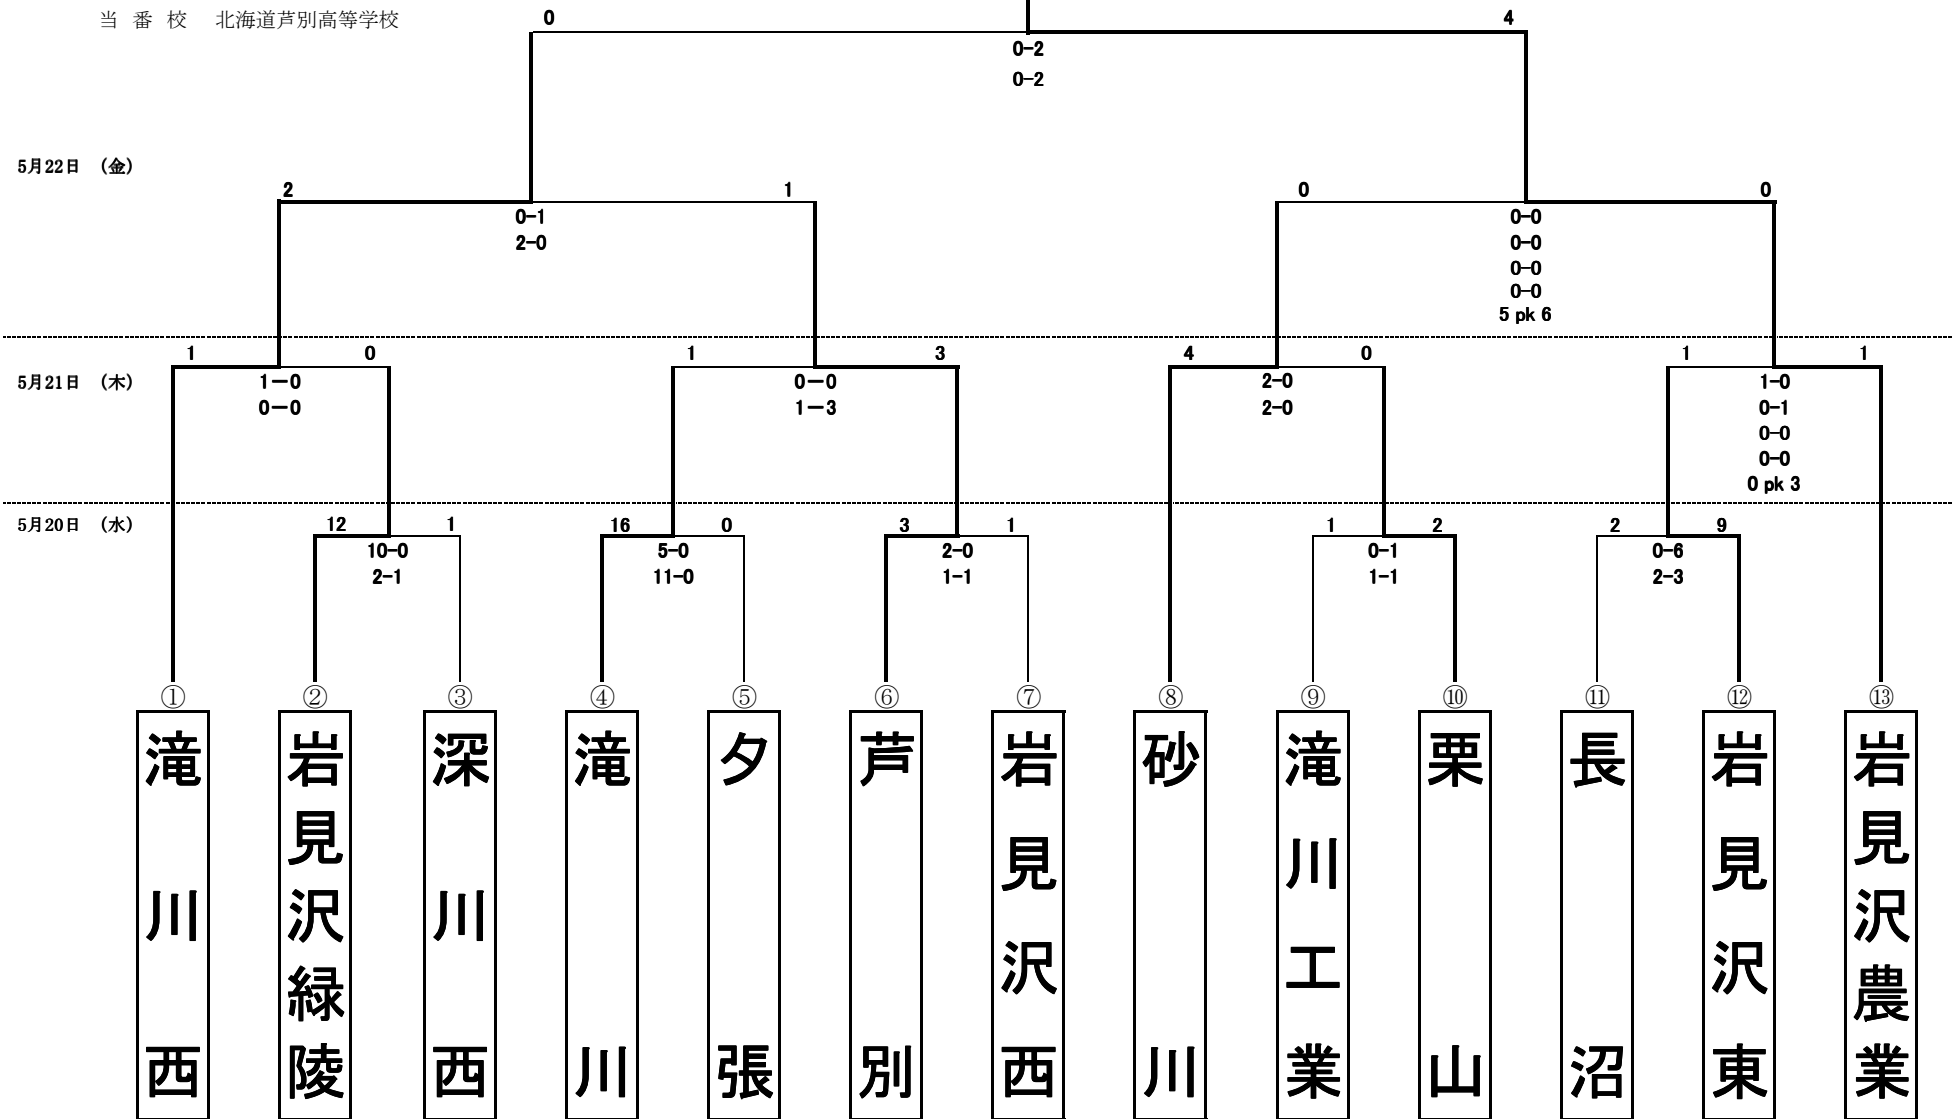 当 番 校 北海道芦別高等学校
0 4
0-2
0-2
5月22日 (金)
2 1 0 0
0-1 0-0
2-0 0-0
0-0
0-0
5 pk 6
1 0 1 3 4 0 1 1
5月21日 (木)
1-0 0-0 2-0 1-0
0-0 1-3 2-0 0-1
0-0
0-0
0 pk 3
5月20日 (水)
12 1 16 0 3 1 1 2 2 9
10-0 5-0 2-0 0-1 0-6
2-1 11-0 1-1 1-1 2-3
① ② ③ ④ ⑤ ⑥ ⑦ ⑧ ⑨ ⑩ ⑪ ⑫ ⑬
滝川西
岩見沢緑陵
深川西
滝川
夕張
芦別
岩見沢西
砂川
滝川工業
栗山
長沼
岩見沢東
岩見沢農業